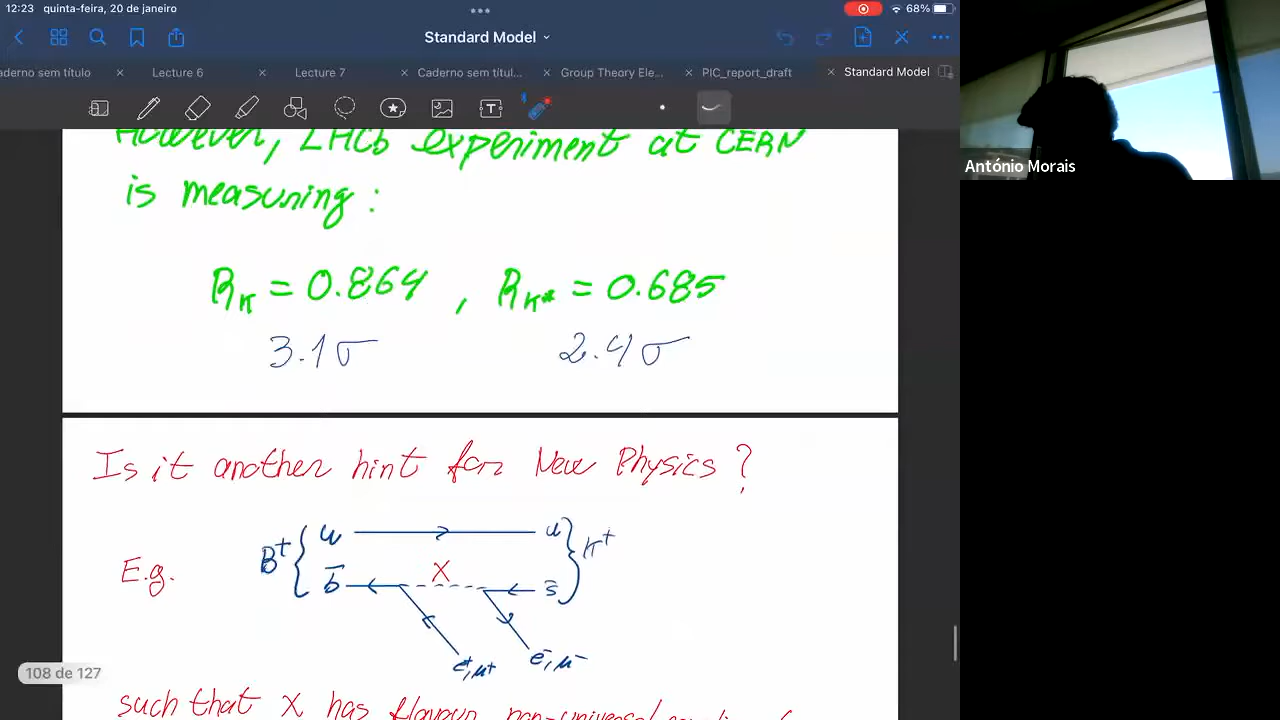 12:23 quinta-feira, 20 de janeiro
68%
Standard Model
aderno sem título
Lecture 6
Lecture 7
Caderno sem títul...
Group Theory Ele...
PIC_report_draft
Standard Model
António Morais
However, LHCb experiment at CERN
is measuring :
R_K = 0.864 , R_K* = 0.685
3.1σ 2.4σ
Is it another hint for New Physics ?
E.g. B⁺ { u u } K⁺
b̄ X s̄
e⁺, μ⁺ e⁻, μ⁻
108 de 127
such that X has flavour non-universal